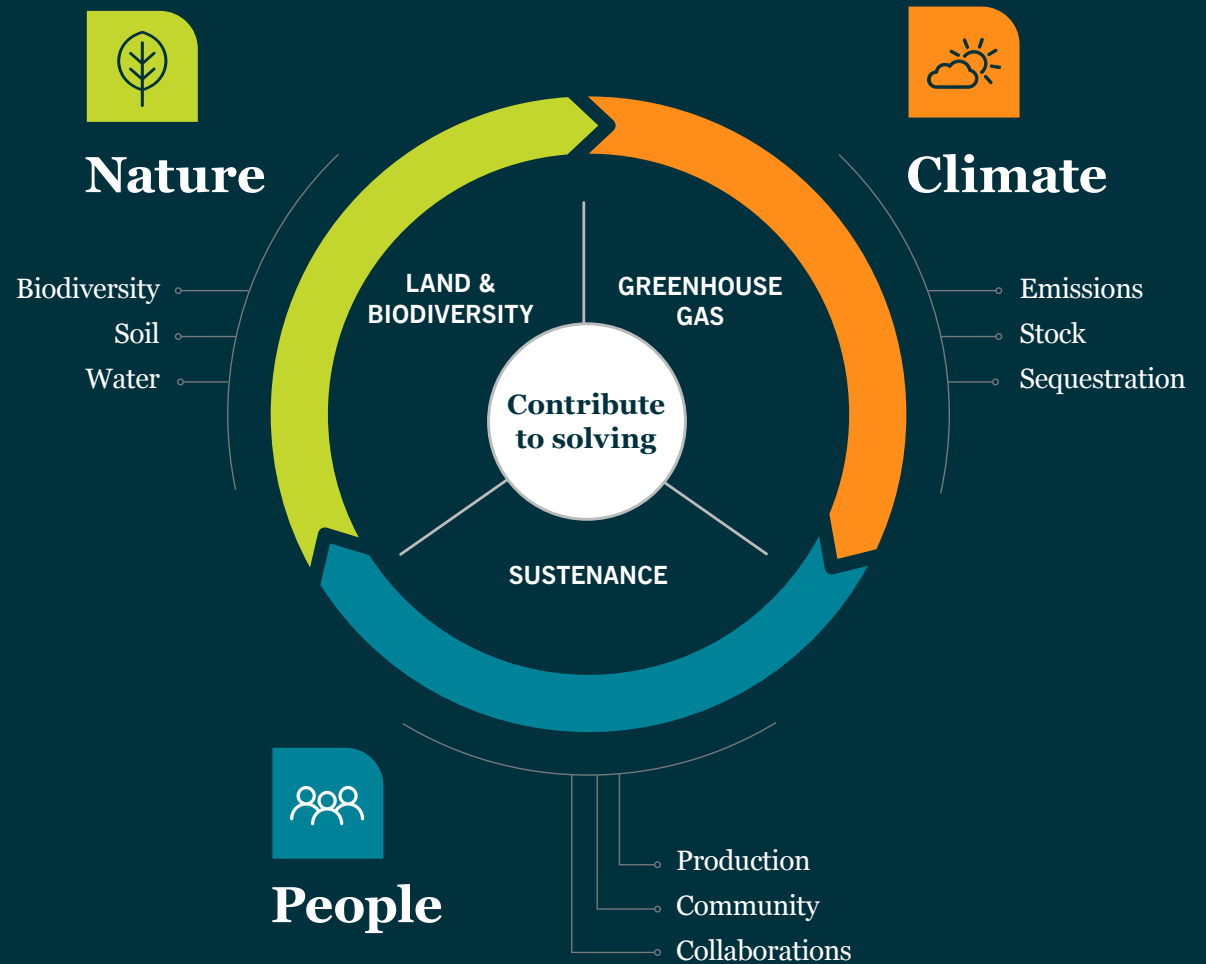 Nature
Biodiversity
Soil
Water
Climate
Emissions
Stock
Sequestration
LAND &
BIODIVERSITY
GREENHOUSE
GAS
Contribute
to solving
SUSTENANCE
People
Production
Community
Collaborations